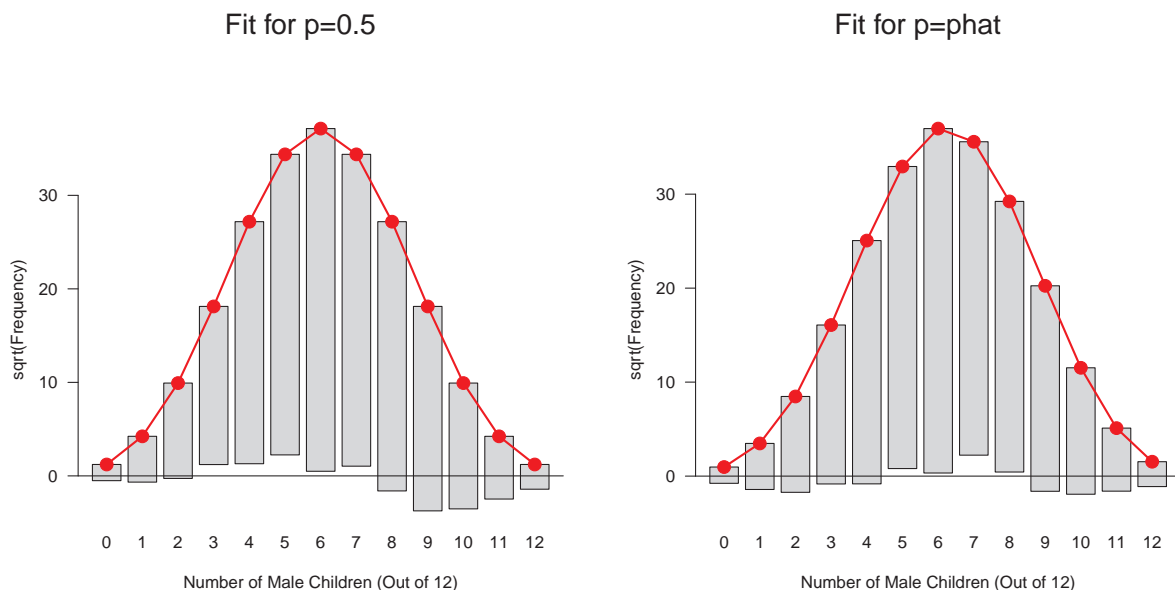 Fit for p=0.5
sqrt(Frequency)
30
20
10
0
0 1 2 3 4 5 6 7 8 9 10 11 12
Number of Male Children (Out of 12)
Fit for p=phat
sqrt(Frequency)
30
20
10
0
0 1 2 3 4 5 6 7 8 9 10 11 12
Number of Male Children (Out of 12)